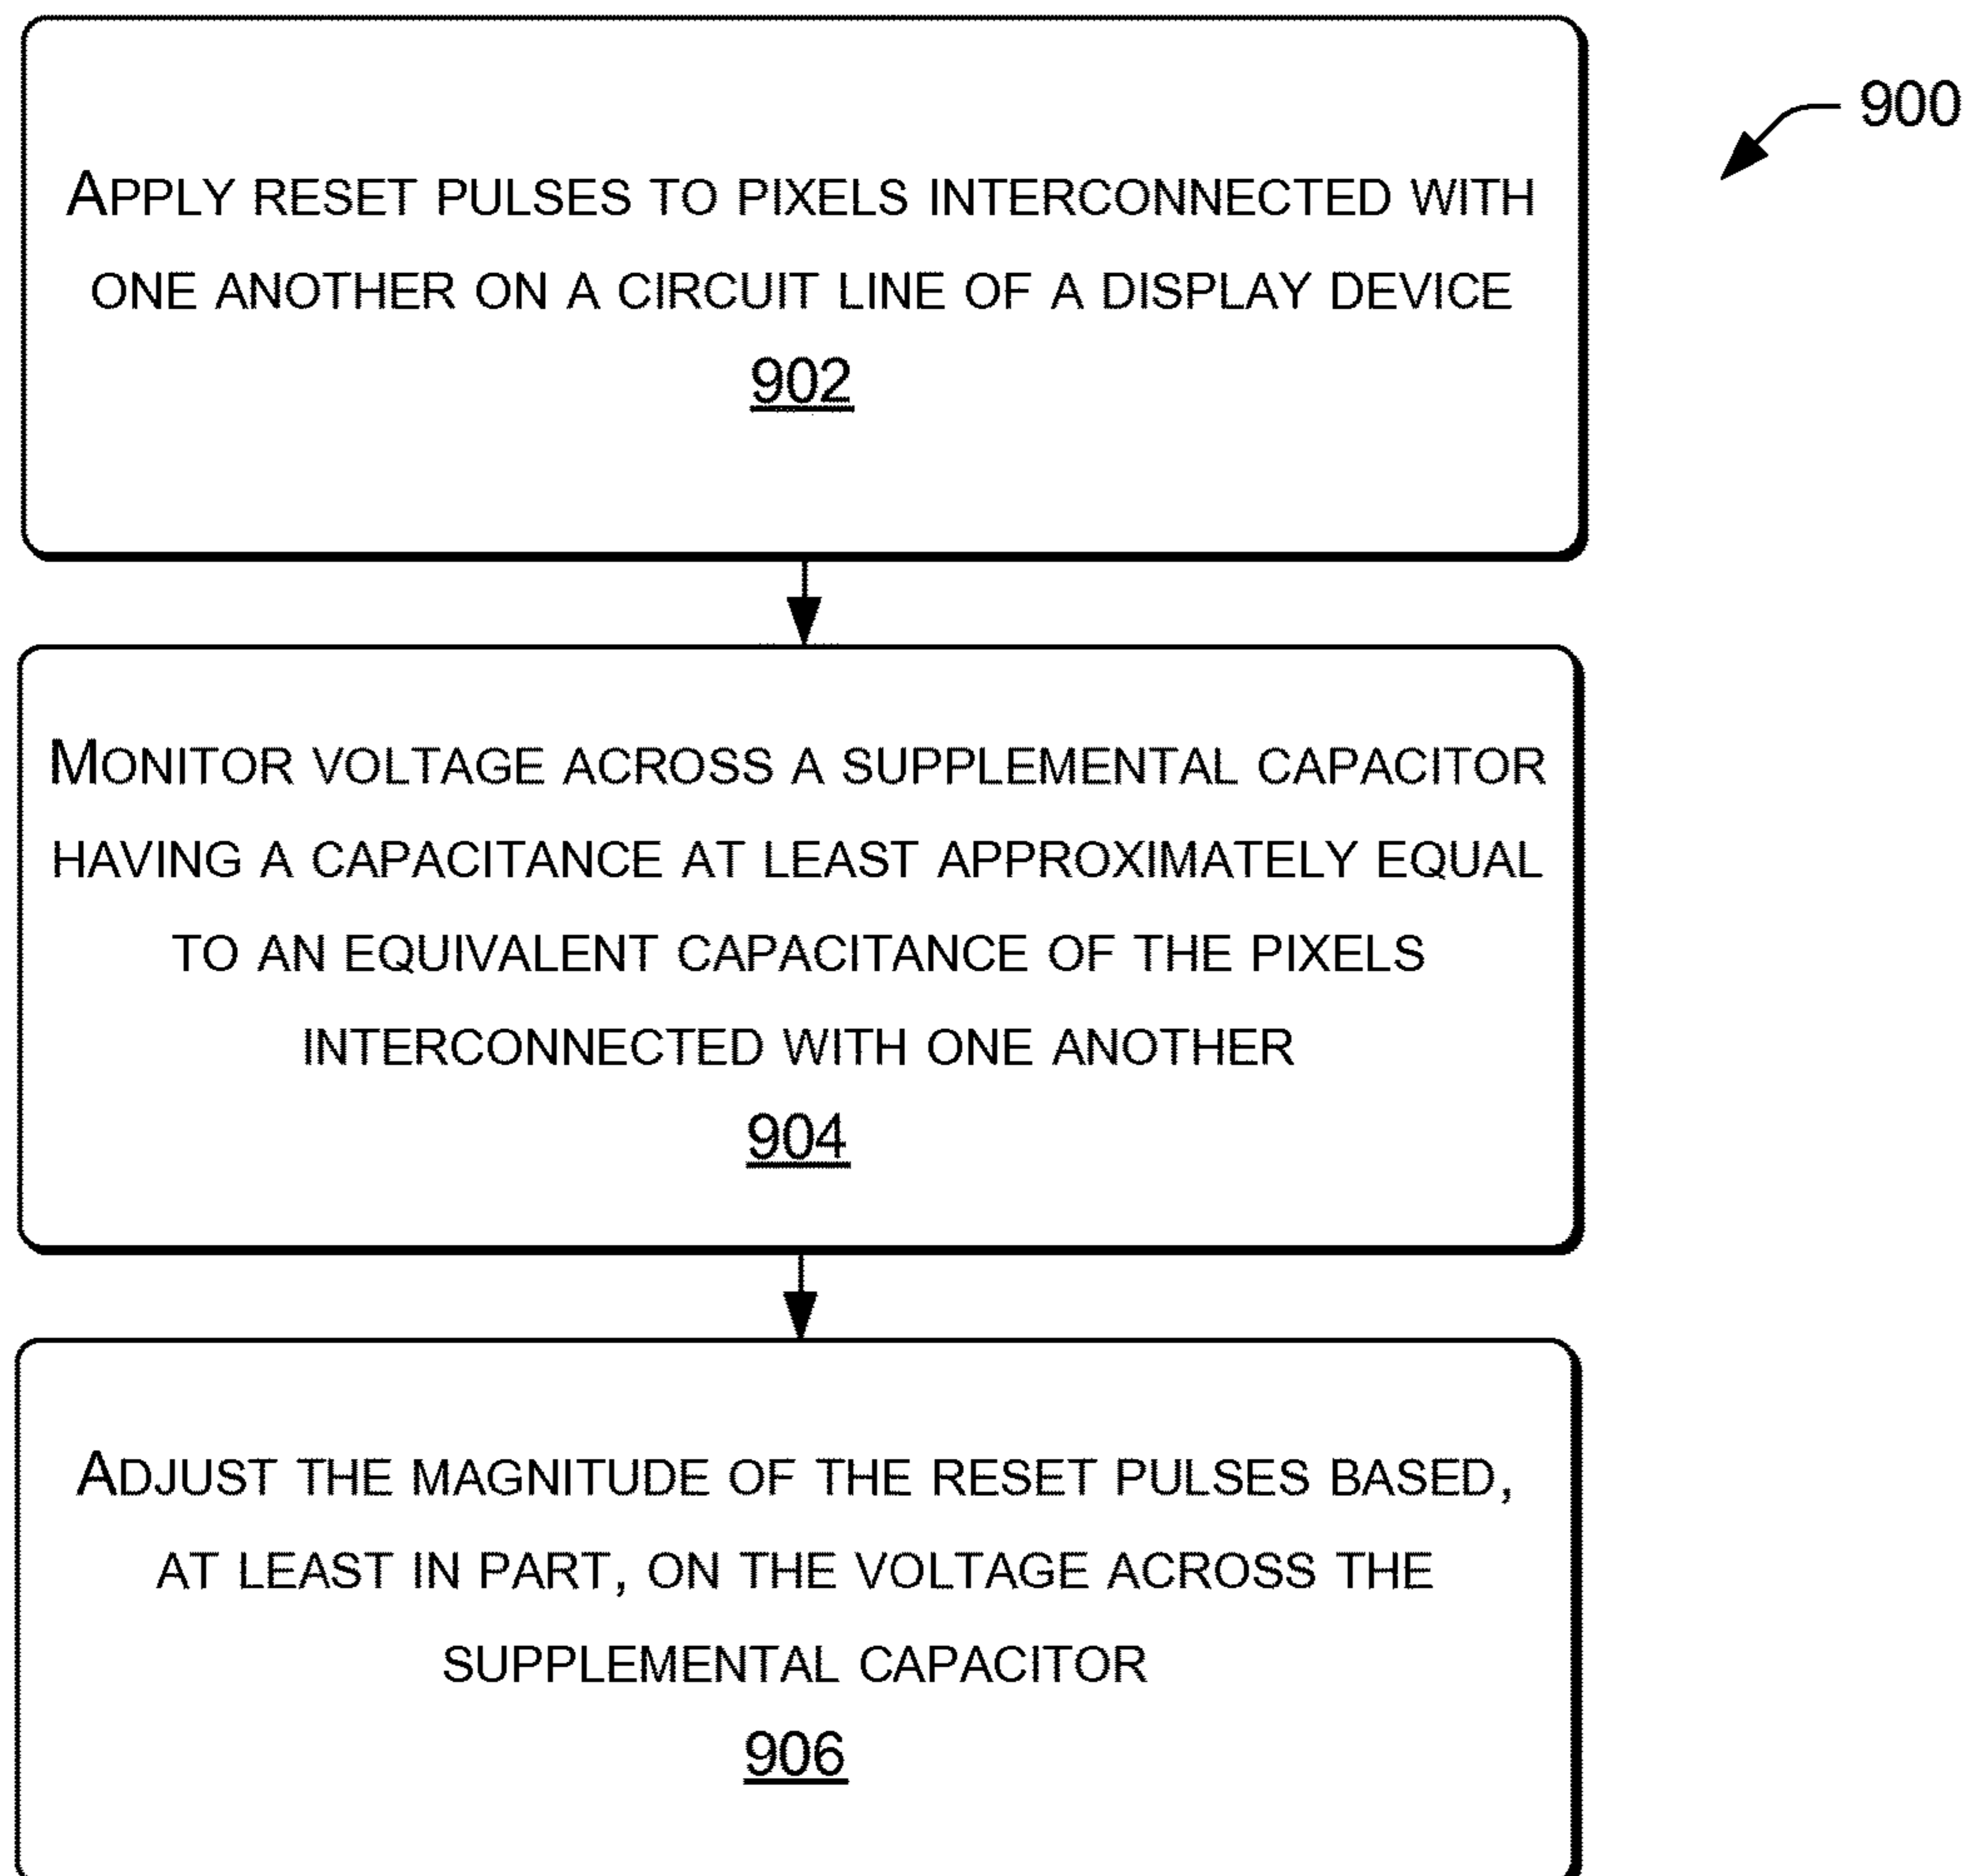 900
APPLY RESET PULSES TO PIXELS INTERCONNECTED WITH
ONE ANOTHER ON A CIRCUIT LINE OF A DISPLAY DEVICE
902
MONITOR VOLTAGE ACROSS A SUPPLEMENTAL CAPACITOR
HAVING A CAPACITANCE AT LEAST APPROXIMATELY EQUAL
TO AN EQUIVALENT CAPACITANCE OF THE PIXELS
INTERCONNECTED WITH ONE ANOTHER
904
ADJUST THE MAGNITUDE OF THE RESET PULSES BASED,
AT LEAST IN PART, ON THE VOLTAGE ACROSS THE
SUPPLEMENTAL CAPACITOR
906